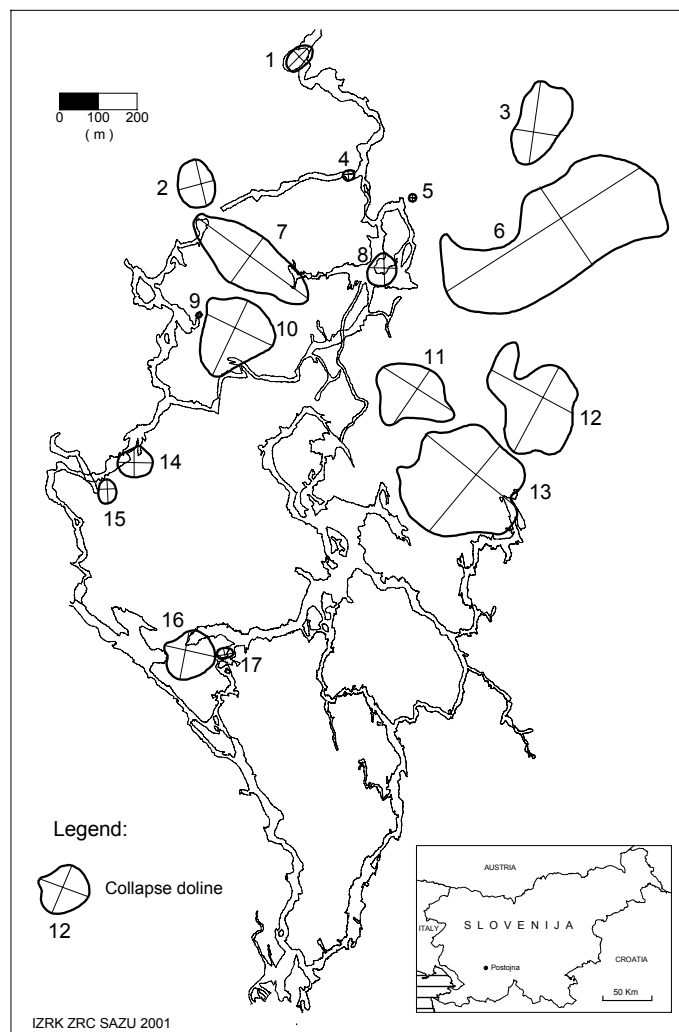 1
0 100 200
( m )
3
4
2
5
7
6
8
9
10
11
12
14
13
15
16
17
Legend:
Collapse doline
12
AUSTRIA
ITALY
SLOVENIJA
CROATIA
Postojna
50 Km
IZRK ZRC SAZU 2001